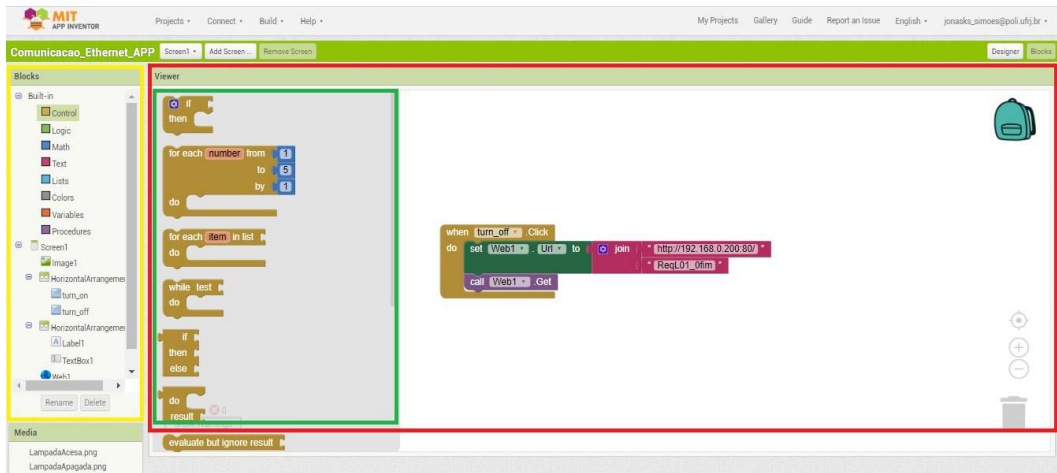 MIT
APP INVENTOR
Projects
Connect
Build
Help
My Projects
Gallery
Guide
Report an Issue
English
jonasks_simoes@poli.ufrj.br
Comunicacao_Ethernet_APP
Screen1
Add Screen ...
Remove Screen
Designer
Blocks
Blocks
Built-in
Control
Logic
Math
Text
Lists
Colors
Variables
Procedures
Screen1
Image1
HorizontalArrangemer
turn_on
turn_off
HorizontalArrangemer
Label1
TextBox1
Web1
Rename
Delete
Media
LampadaAcesa.png
LampadaApagada.png
Viewer
if
then
for each number from 1
to 5
by 1
do
for each item in list
do
while test
do
if
then
else
do
result
0
evaluate but ignore result
when turn_off .Click
do set Web1 . Url to join " http://192.168.0.200:80/ "
" ReqL01_0fim "
call Web1 .Get